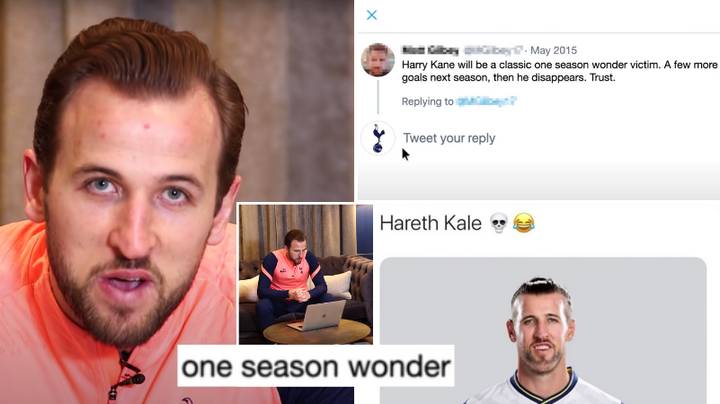 May 2015
Harry Kane will be a classic one season wonder victim. A few more
goals next season, then he disappears. Trust.
Replying to
Tweet your reply
Hareth Kale 💀😂
one season wonder